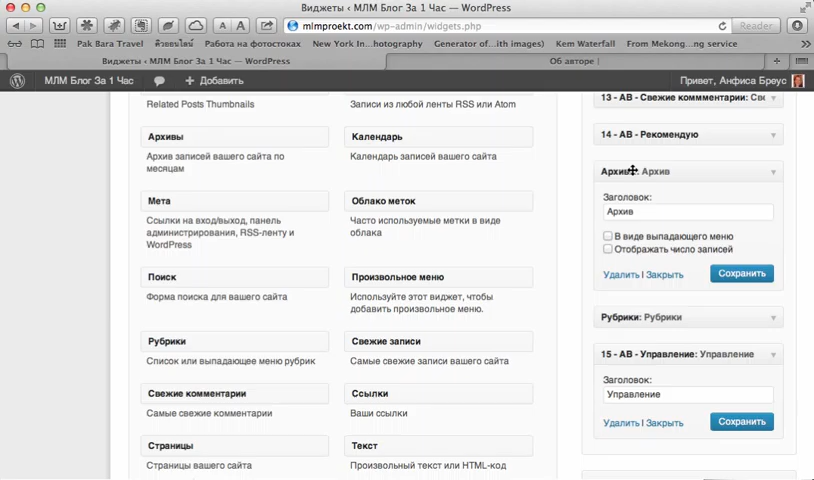 Виджеты ‹ МЛМ Блог За 1 Час — WordPress
A
A
mlmproekt.com/wp-admin/widgets.php
Reader
Pak Bara Travel
Работа на фотостоках
New York In...hotography
Generator of...ith images)
Kem Waterfall
From Mekong...ng service
Виджеты ‹ МЛМ Блог За 1 Час — WordPress
Об авторе |
МЛМ Блог За 1 Час
Добавить
Привет, Анфиса Бреус
Related Posts Thumbnails
Записи из любой ленты RSS или Atom
Архивы
Календарь
Архив записей вашего сайта по
месяцам
Календарь записей вашего сайта
Мета
Облако меток
Ссылки на вход/выход, панель
администрирования, RSS-ленту и
WordPress
Часто используемые метки в виде
облака
Поиск
Произвольное меню
Форма поиска для вашего сайта
Используйте этот виджет, чтобы
добавить произвольное меню.
Рубрики
Свежие записи
Список или выпадающее меню рубрик
Самые свежие записи вашего сайта
Свежие комментарии
Ссылки
Самые свежие комментарии
Ваши ссылки
Страницы
Текст
Страницы вашего сайта
Произвольный текст или HTML-код
13 - АВ - Свежие коммментарии: Све
14 - АВ - Рекомендую
Архивы: Архив
Заголовок:
Архив
В виде выпадающего меню
Отображать число записей
Удалить | Закрыть
Сохранить
Рубрики: Рубрики
15 - АВ - Управление: Управление
Заголовок:
Управление
Удалить | Закрыть
Сохранить